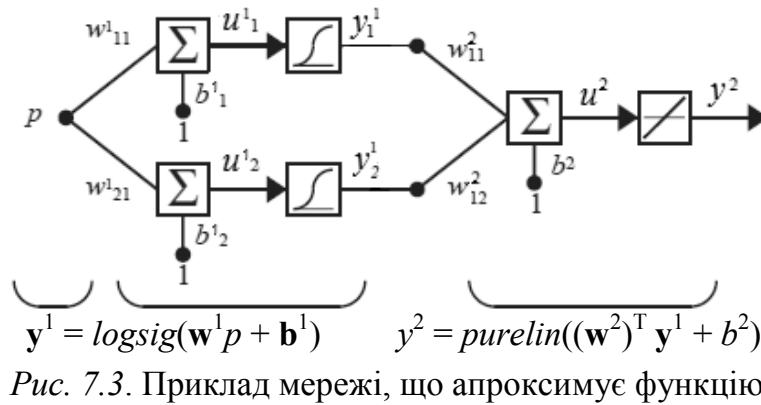 w¹₁₁ Σ u¹₁ y₁¹ w²₁₁
b¹₁
1
p Σ u² y²
b²
1
w¹₂₁ Σ u¹₂ y₂¹ w²₁₂
b¹₂
1
y¹ = logsig(w¹p + b¹) y² = purelin((w²)ᵀ y¹ + b²)
Рис. 7.3. Приклад мережі, що апроксимує функцію